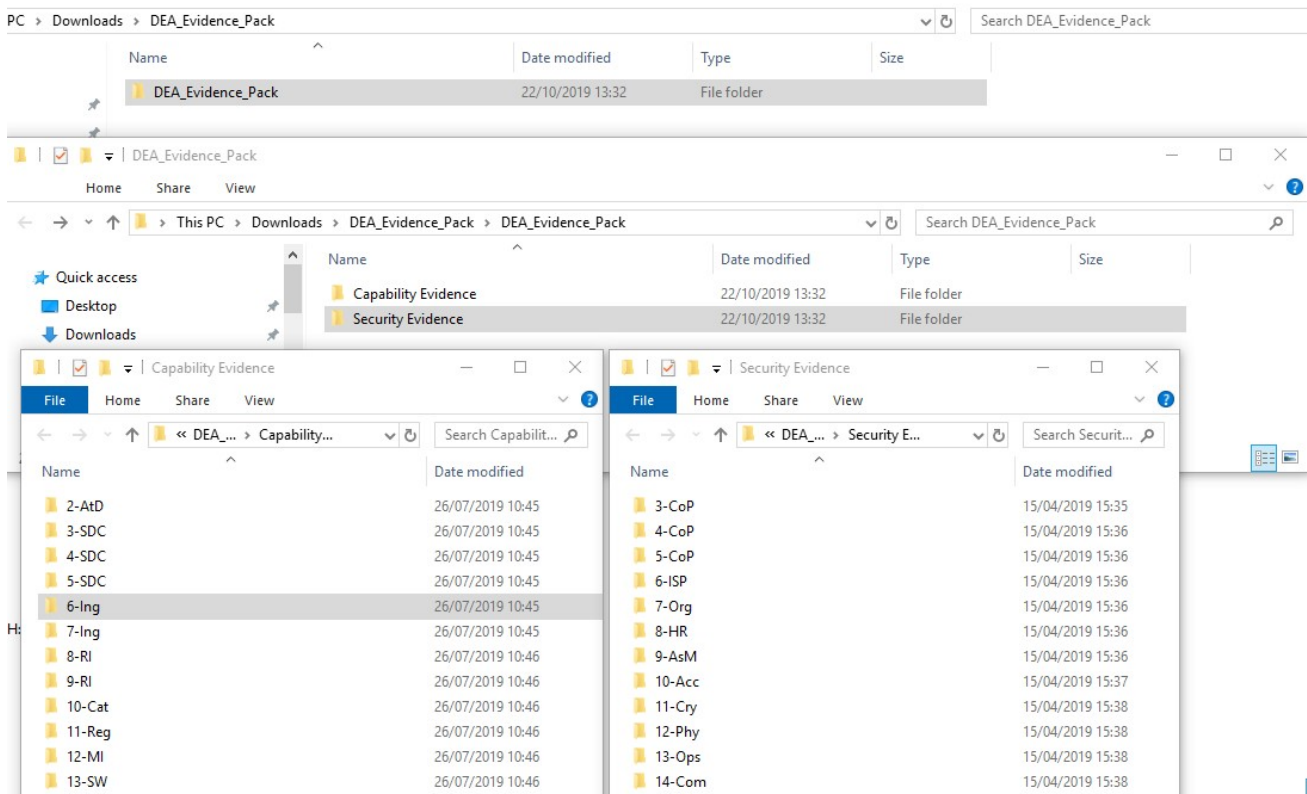 PC > Downloads > DEA_Evidence_Pack Search DEA_Evidence_Pack
Name Date modified Type Size
DEA_Evidence_Pack 22/10/2019 13:32 File folder
DEA_Evidence_Pack
Home Share View
> This PC > Downloads > DEA_Evidence_Pack > DEA_Evidence_Pack Search DEA_Evidence_Pack
Name Date modified Type Size
Quick access
Capability Evidence 22/10/2019 13:32 File folder
Desktop
Security Evidence 22/10/2019 13:32 File folder
Downloads
Capability Evidence
File Home Share View
« DEA_... > Capability... Search Capabilit...
Name Date modified
2-AtD 26/07/2019 10:45
3-SDC 26/07/2019 10:45
4-SDC 26/07/2019 10:45
5-SDC 26/07/2019 10:45
6-Ing 26/07/2019 10:45
H:
7-Ing 26/07/2019 10:45
8-RI 26/07/2019 10:46
9-RI 26/07/2019 10:46
10-Cat 26/07/2019 10:46
11-Reg 26/07/2019 10:46
12-MI 26/07/2019 10:46
13-SW 26/07/2019 10:46
Security Evidence
File Home Share View
« DEA_... > Security E... Search Securit...
Name Date modified
3-CoP 15/04/2019 15:35
4-CoP 15/04/2019 15:36
5-CoP 15/04/2019 15:36
6-ISP 15/04/2019 15:36
7-Org 15/04/2019 15:36
8-HR 15/04/2019 15:36
9-AsM 15/04/2019 15:36
10-Acc 15/04/2019 15:37
11-Cry 15/04/2019 15:38
12-Phy 15/04/2019 15:38
13-Ops 15/04/2019 15:38
14-Com 15/04/2019 15:38